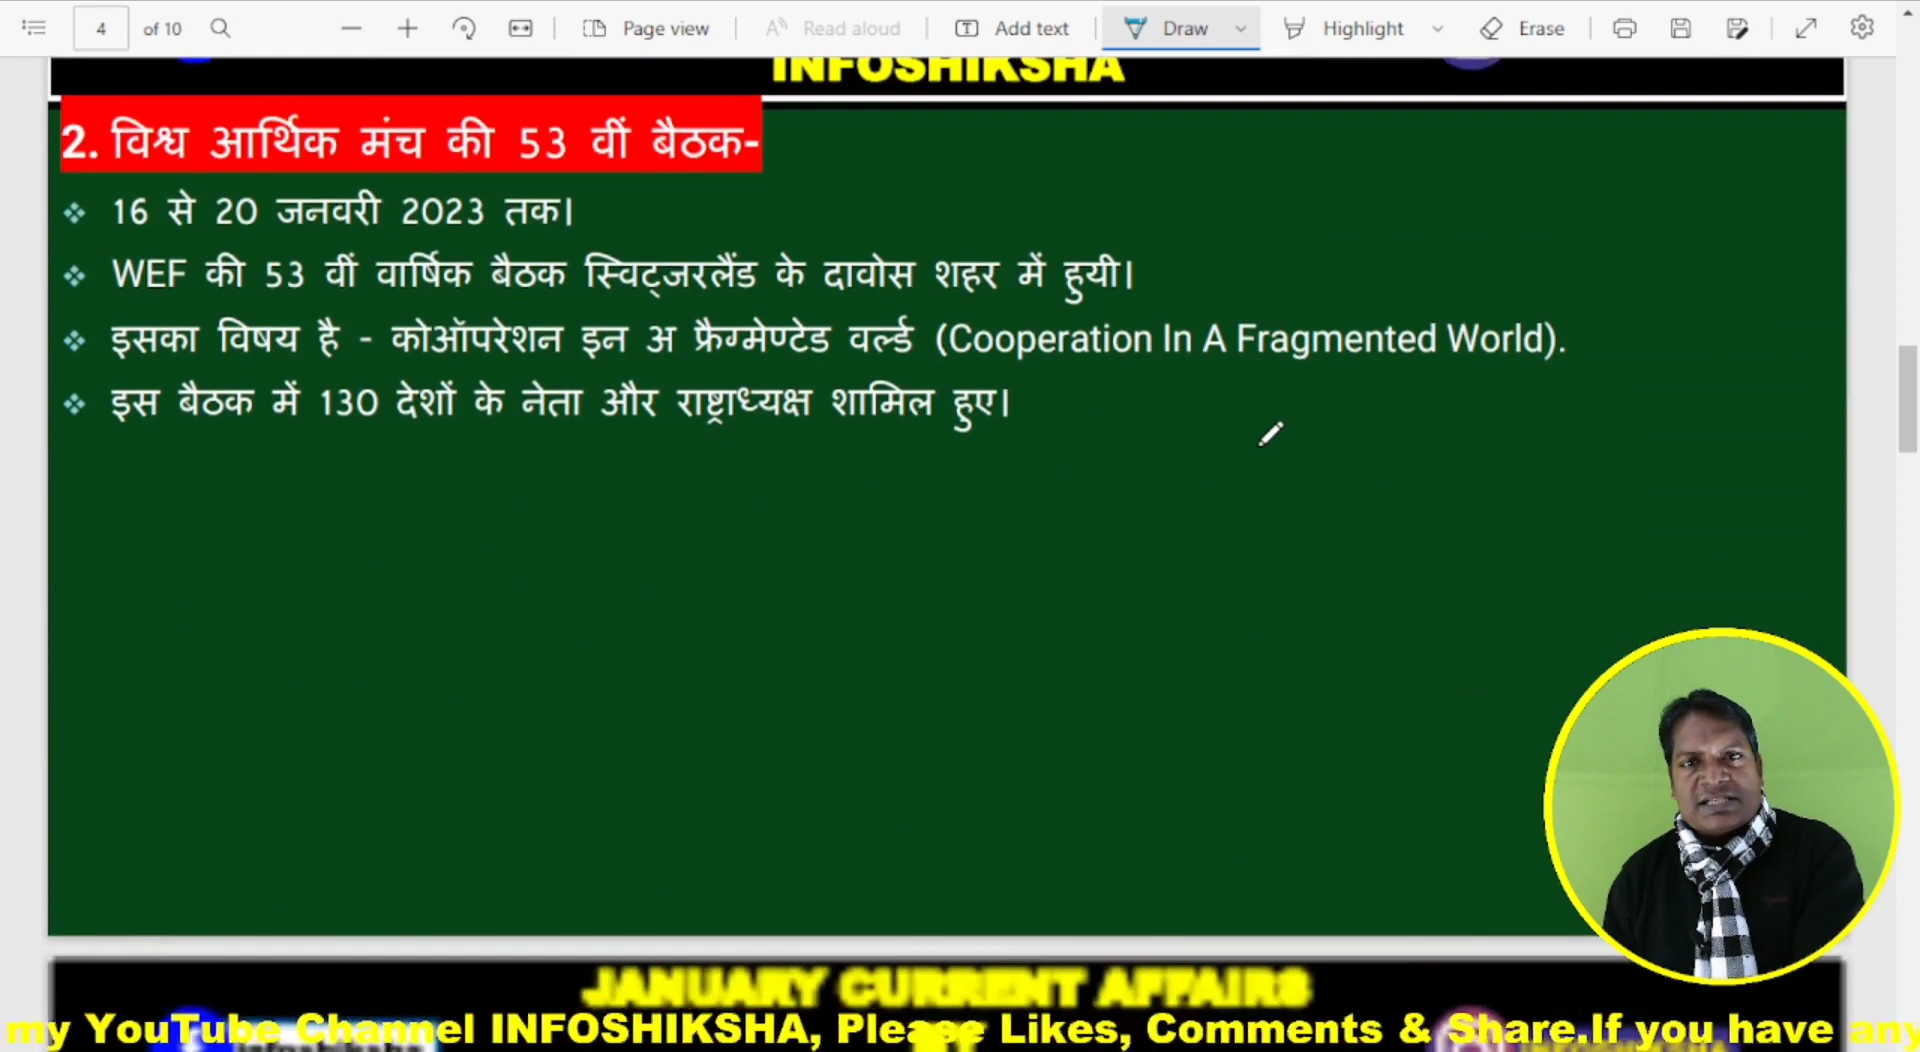 4 of 10 Page view Read aloud Add text Draw Highlight Erase
INFOSHIKSHA
2. विश्व आर्थिक मंच की 53 वीं बैठक-
16 से 20 जनवरी 2023 तक।
WEF की 53 वीं वार्षिक बैठक स्विट्जरलैंड के दावोस शहर में हुयी।
इसका विषय है - कोऑपरेशन इन अ फ्रैग्मेण्टेड वर्ल्ड (Cooperation In A Fragmented World).
इस बैठक में 130 देशों के नेता और राष्ट्राध्यक्ष शामिल हुए।
JANUARY CURRENT AFFAIRS
my YouTube Channel INFOSHIKSHA, Please Likes, Comments & Share.If you have any